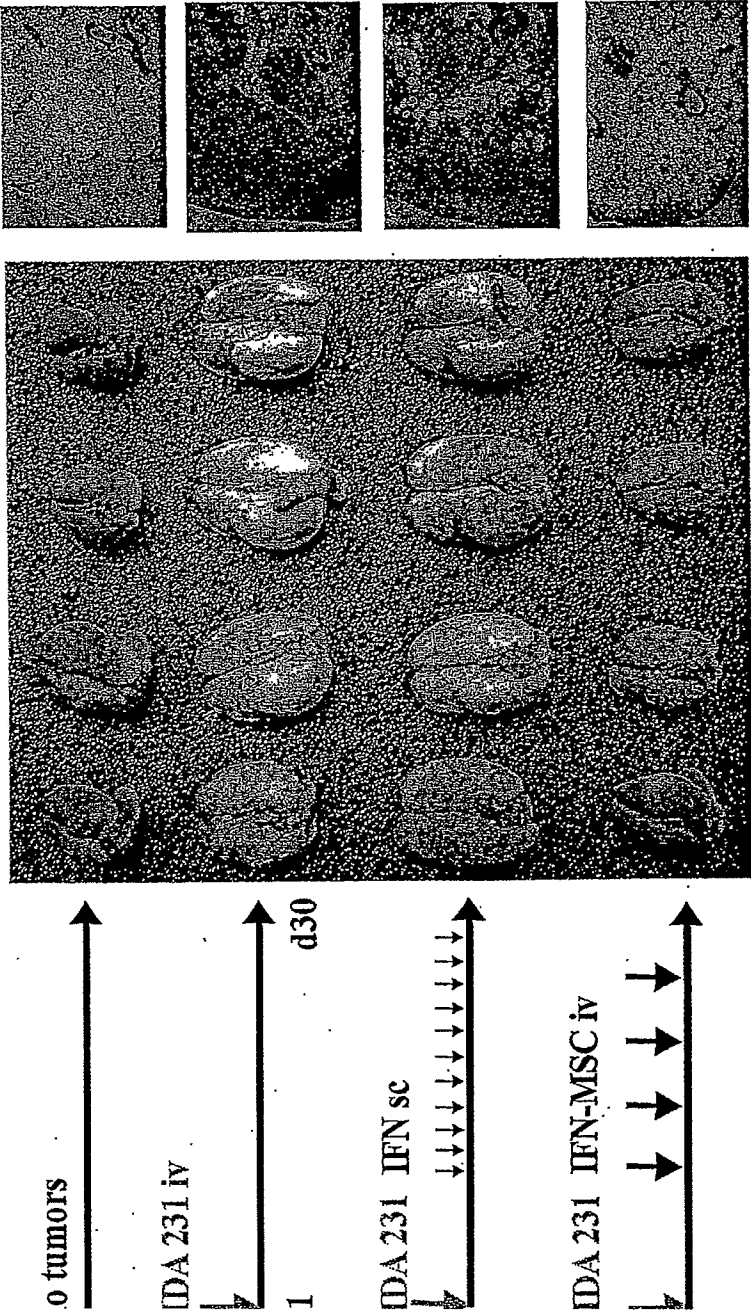 o tumors
IDA 231 iv
1 d30
IDA 231 IFN sc
IDA 231 IFN-MSC iv